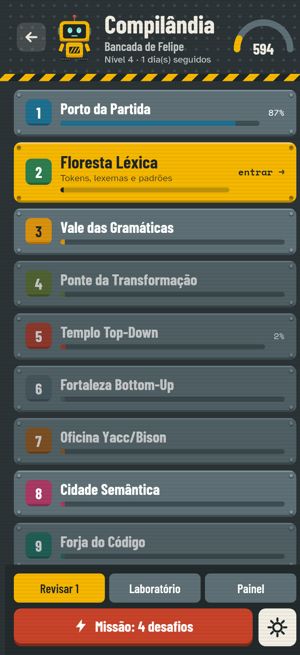 Compilândia
Bancada de Felipe
Nível 4 · 1 dia(s) seguidos
594
1
Porto da Partida
87%
2
Floresta Léxica
Tokens, lexemas e padrões
entrar →
3
Vale das Gramáticas
4
Ponte da Transformação
5
Templo Top-Down
2%
6
Fortaleza Bottom-Up
7
Oficina Yacc/Bison
8
Cidade Semântica
9
Forja do Código
Revisar 1
Laboratório
Painel
Missão: 4 desafios